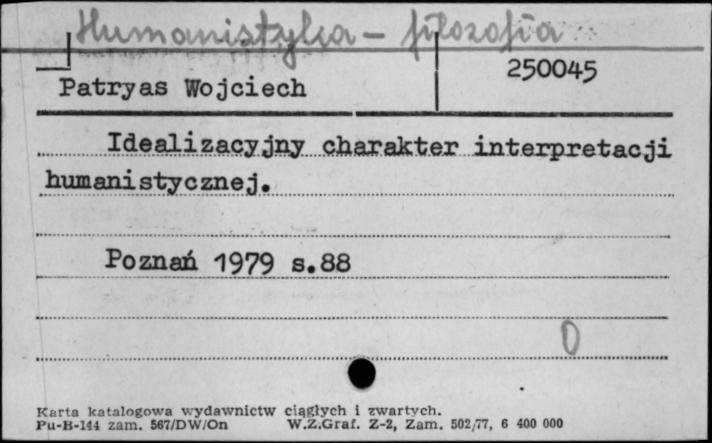 Humanistyka – filozofia
250045
Patryas Wojciech
Idealizacyjny charakter interpretacji
humanistycznej.
Poznań 1979 s.88
0
Karta katalogowa wydawnictw ciągłych i zwartych.
Pu-B-144 zam. 567/DW/On W.Z.Graf. Z-2, Zam. 502/77, 6 400 000